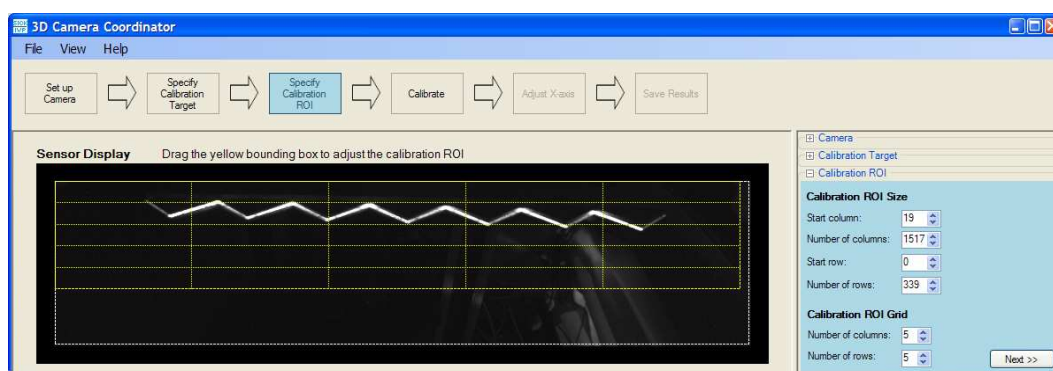 SICK
IVP
3D Camera Coordinator
File View Help
Set up
Camera
Specify
Calibration
Target
Specify
Calibration
ROI
Calibrate
Adjust X-axis
Save Results
Sensor Display Drag the yellow bounding box to adjust the calibration ROI
Camera
Calibration Target
Calibration ROI
Calibration ROI Size
Start column: 19
Number of columns: 1517
Start row: 0
Number of rows: 339
Calibration ROI Grid
Number of columns: 5
Number of rows: 5
Next >>